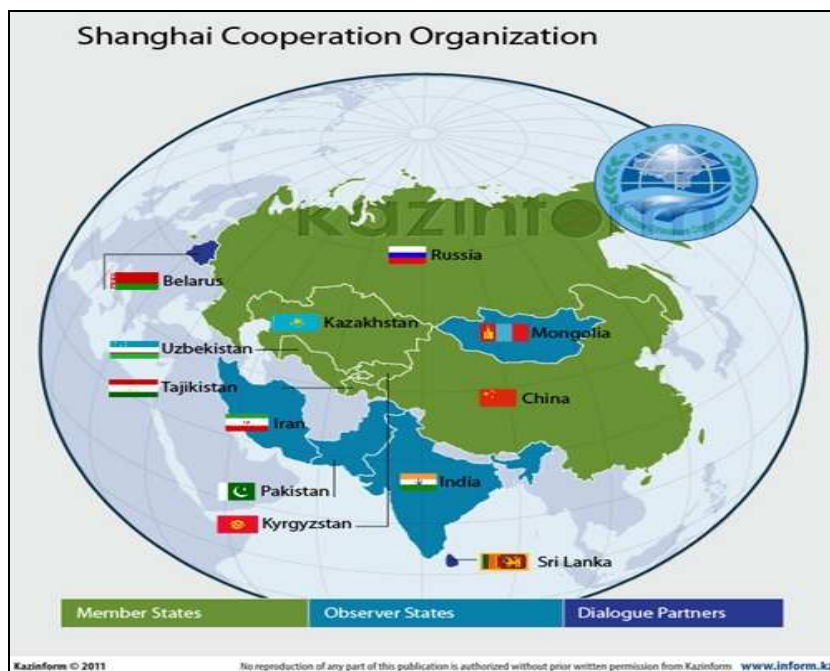 Shanghai Cooperation Organization
kazinform
Russia
Belarus
Kazakhstan
Mongolia
Uzbekistan
Tajikistan
China
Iran
India
Pakistan
Kyrgyzstan
Sri Lanka
Member States
Observer States
Dialogue Partners
Kazinform © 2011
No reproduction of any part of this publication is authorized without prior written permission from Kazinform
www.inform.kz